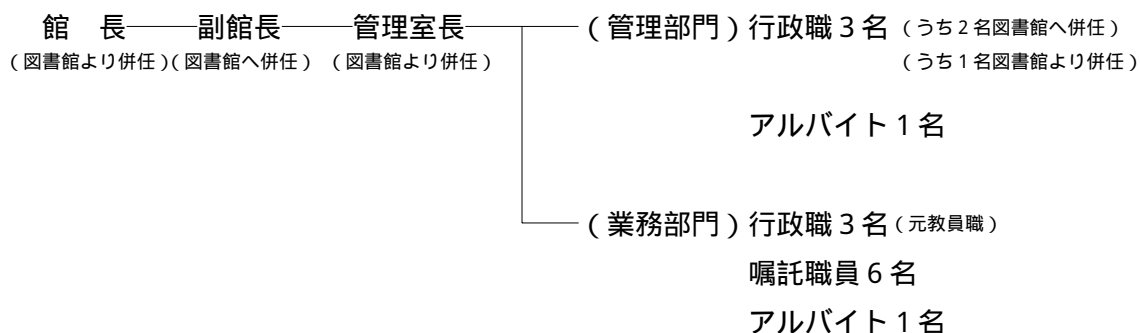 館　長 副館長 管理室長 （管理部門）行政職３名（うち２名図書館へ併任）
（図書館より併任）（図書館へ併任）（図書館より併任） （うち１名図書館より併任）
アルバイト１名
（業務部門）行政職３名（元教員職）
嘱託職員６名
アルバイト１名